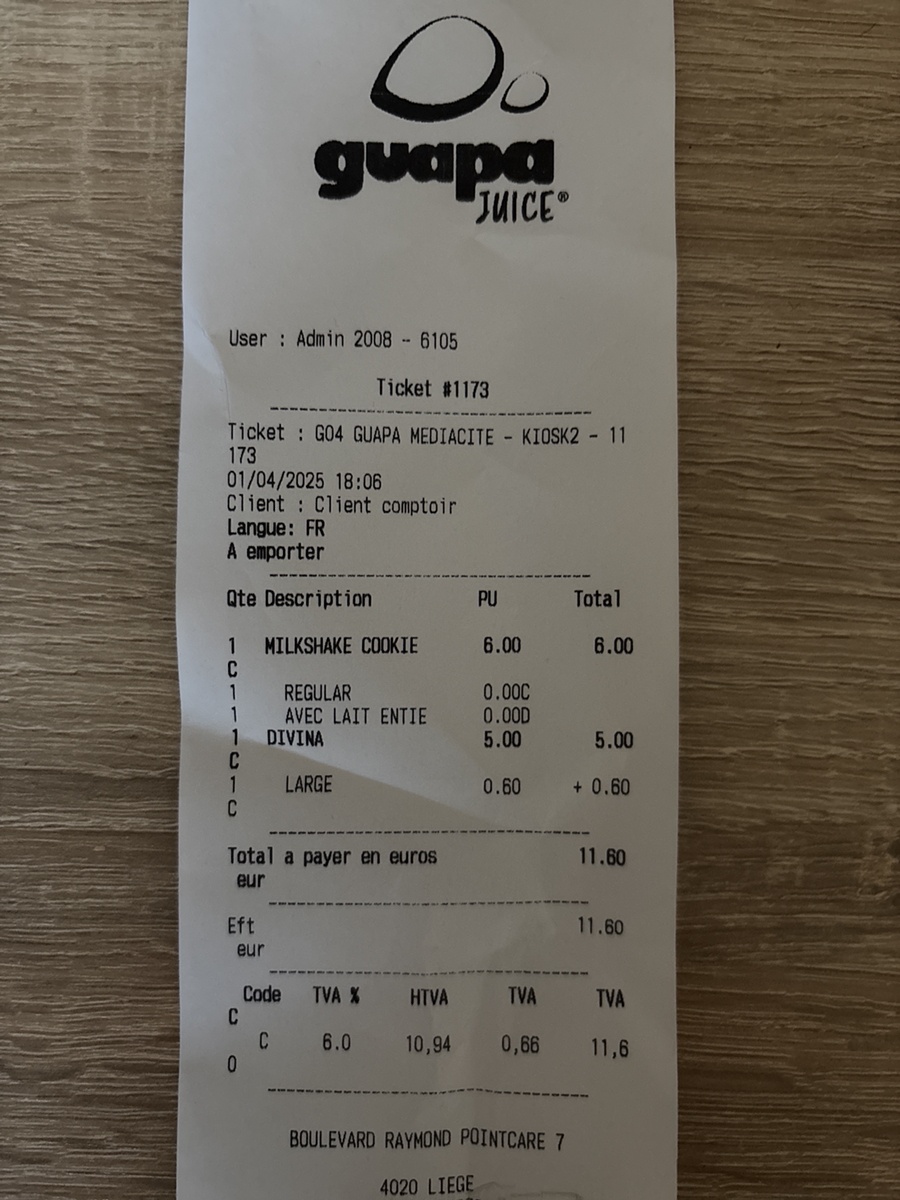 guapa
JUICE®
User : Admin 2008 - 6105
Ticket #1173
Ticket : G04 GUAPA MEDIACITE - KIOSK2 - 11
173
01/04/2025 18:06
Client : Client comptoir
Langue: FR
A emporter
Qte Description PU Total
1 MILKSHAKE COOKIE 6.00 6.00
C
1 REGULAR 0.00C
1 AVEC LAIT ENTIE 0.00D
1 DIVINA 5.00 5.00
C
1 LARGE 0.60 + 0.60
C
Total a payer en euros 11.60
eur
Eft 11.60
eur
Code TVA % HTVA TVA TVA
C
C 6.0 10,94 0,66 11,6
0
BOULEVARD RAYMOND POINTCARE 7
4020 LIEGE